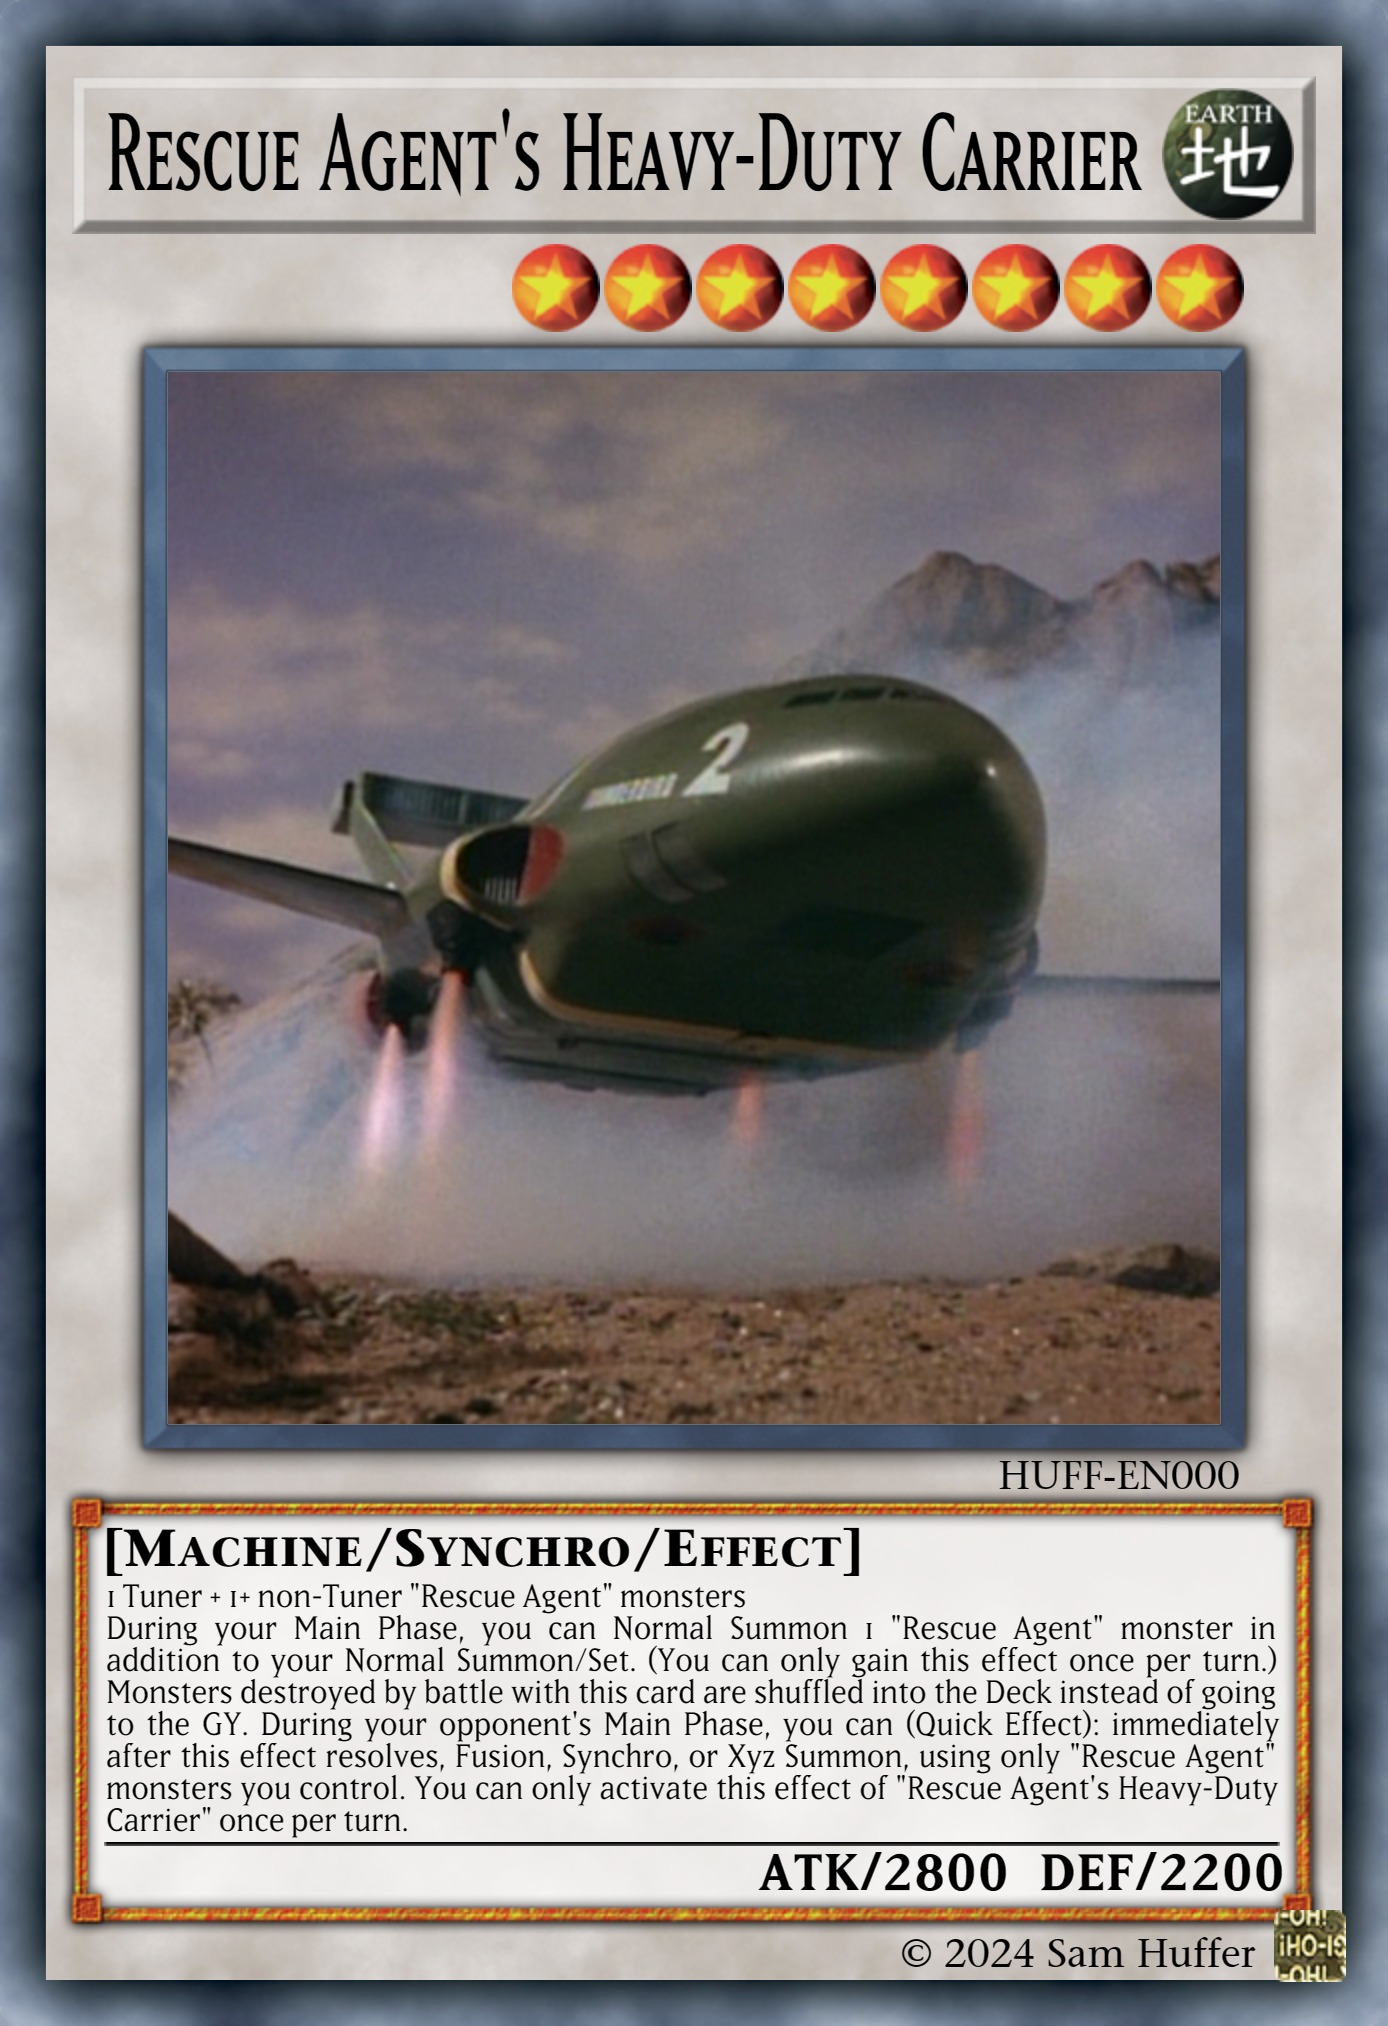 Rescue Agent's Heavy-Duty Carrier
EARTH
地
THUNDERBIRD 2
HUFF-EN000
[Machine/Synchro/Effect]
1 Tuner + 1+ non-Tuner "Rescue Agent" monsters
During your Main Phase, you can Normal Summon 1 "Rescue Agent" monster in
addition to your Normal Summon/Set. (You can only gain this effect once per turn.)
Monsters destroyed by battle with this card are shuffled into the Deck instead of going
to the GY. During your opponent's Main Phase, you can (Quick Effect): immediately
after this effect resolves, Fusion, Synchro, or Xyz Summon, using only "Rescue Agent"
monsters you control. You can only activate this effect of "Rescue Agent's Heavy-Duty
Carrier" once per turn.
ATK/2800 DEF/2200
© 2024 Sam Huffer